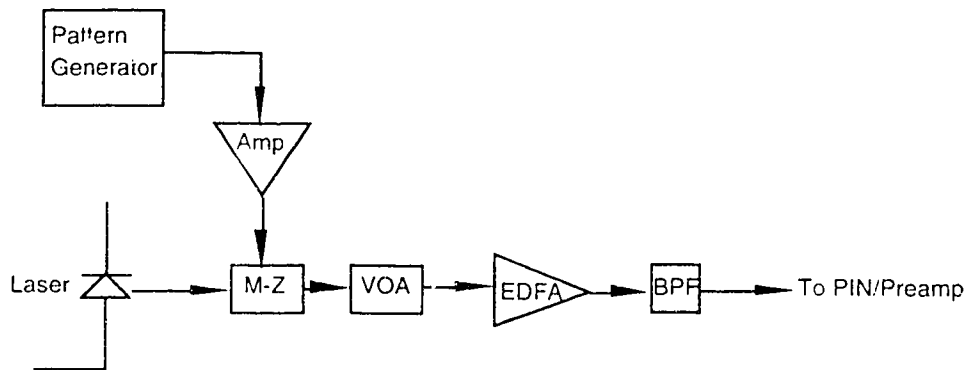 Pattern
Generator
Amp
Laser
M-Z
VOA
EDFA
BPF
To PIN/Preamp